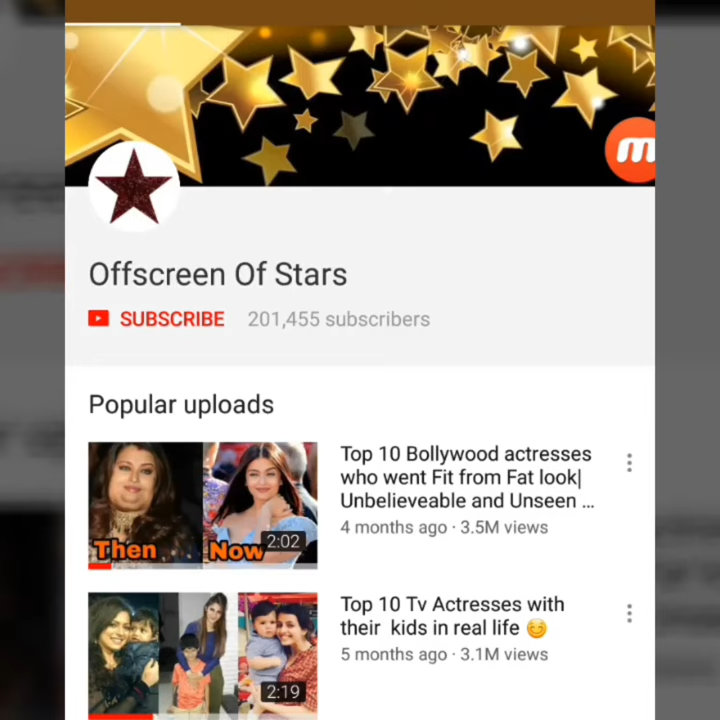 m
Offscreen Of Stars
SUBSCRIBE 201,455 subscribers
Popular uploads
Then
Now
2:02
Top 10 Bollywood actresses
who went Fit from Fat look|
Unbelieveable and Unseen ...
4 months ago · 3.5M views
2:19
Top 10 Tv Actresses with
their kids in real life 😊
5 months ago · 3.1M views